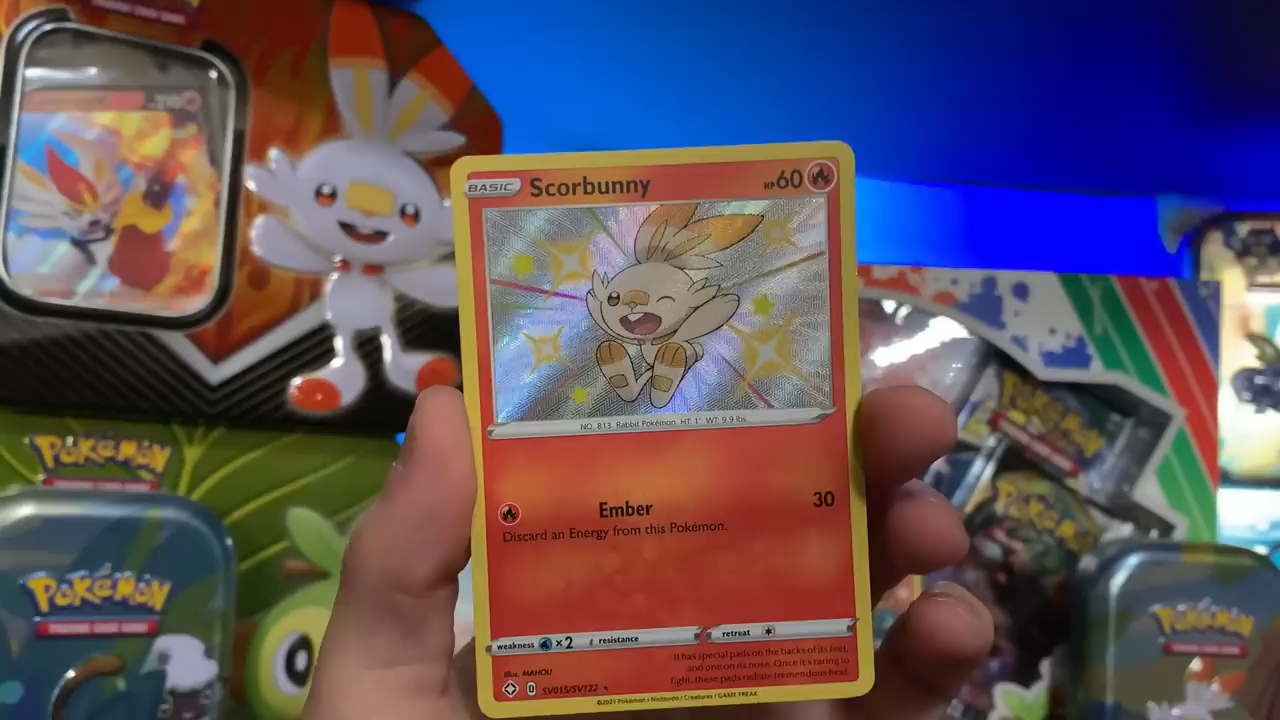 BASIC Scorbunny HP60
NO. 813 Rabbit Pokémon HT: 1' WT: 9.9 lbs.
Ember 30
Discard an Energy from this Pokémon.
weakness ×2 resistance retreat
Illus. MAHOU
It has special pads on the backs of its feet,
and one on its nose. Once it's raring to
fight, these pads radiate tremendous heat.
D SV015/SV122
©2021 Pokémon / Nintendo / Creatures / GAME FREAK
POKéMON
POKéMON
POKéMON
POKéMON
POKéMON